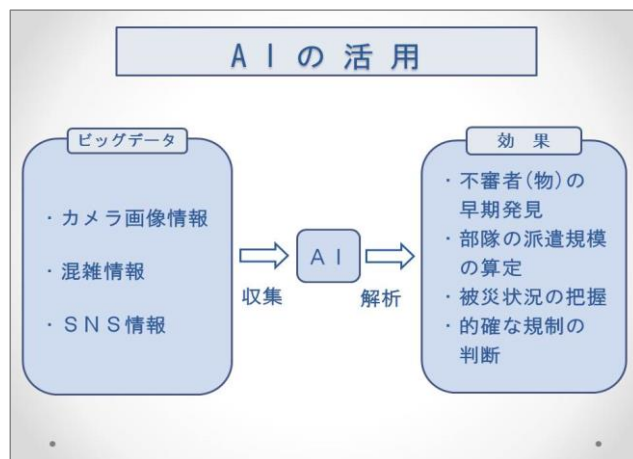 ＡＩの活用
ビッグデータ
・カメラ画像情報
・混雑情報
・ＳＮＳ情報
収集
ＡＩ
解析
効　果
・不審者(物)の
早期発見
・部隊の派遣規模
の算定
・被災状況の把握
・的確な規制の
判断